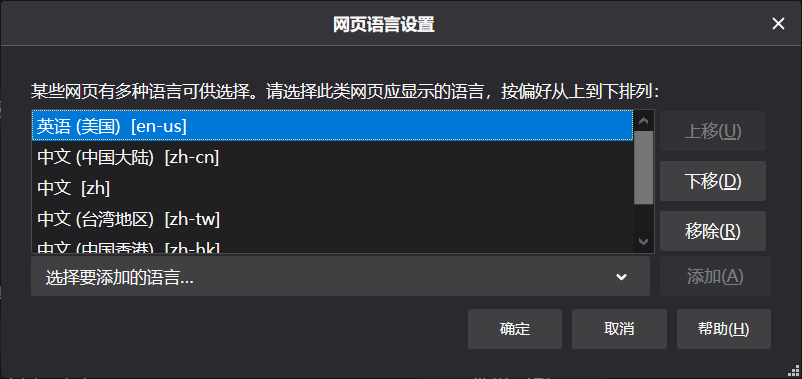 网页语言设置
某些网页有多种语言可供选择。请选择此类网页应显示的语言，按偏好从上到下排列：
英语 (美国)  [en-us]
上移(U)
中文 (中国大陆)  [zh-cn]
中文  [zh]
下移(D)
中文 (台湾地区)  [zh-tw]
移除(R)
中文 (中国香港)  [zh-hk]
选择要添加的语言...
添加(A)
确定
取消
帮助(H)